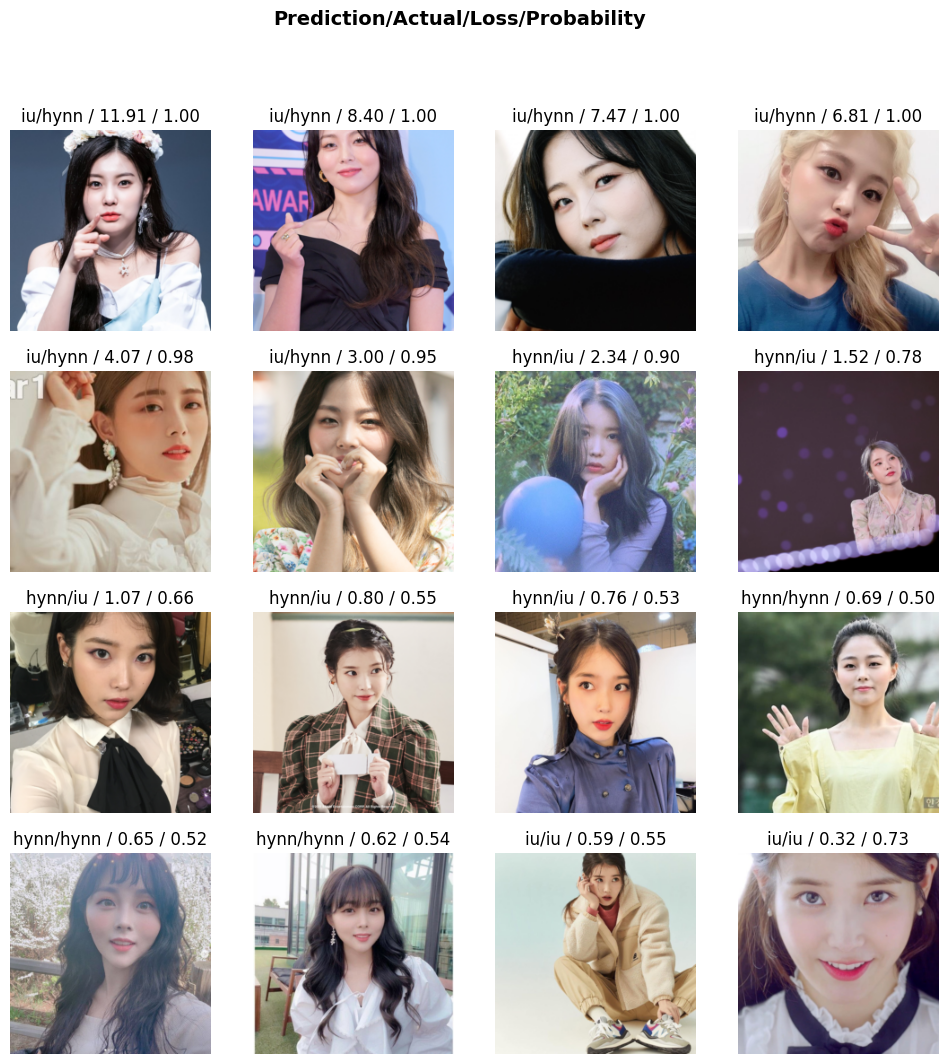 Prediction/Actual/Loss/Probability
iu/hynn / 11.91 / 1.00
iu/hynn / 8.40 / 1.00
iu/hynn / 7.47 / 1.00
iu/hynn / 6.81 / 1.00
AWAR
iu/hynn / 4.07 / 0.98
iu/hynn / 3.00 / 0.95
hynn/iu / 2.34 / 0.90
hynn/iu / 1.52 / 0.78
ar1
hynn/iu / 1.07 / 0.66
hynn/iu / 0.80 / 0.55
hynn/iu / 0.76 / 0.53
hynn/hynn / 0.69 / 0.50
hynn/hynn / 0.65 / 0.52
hynn/hynn / 0.62 / 0.54
iu/iu / 0.59 / 0.55
iu/iu / 0.32 / 0.73